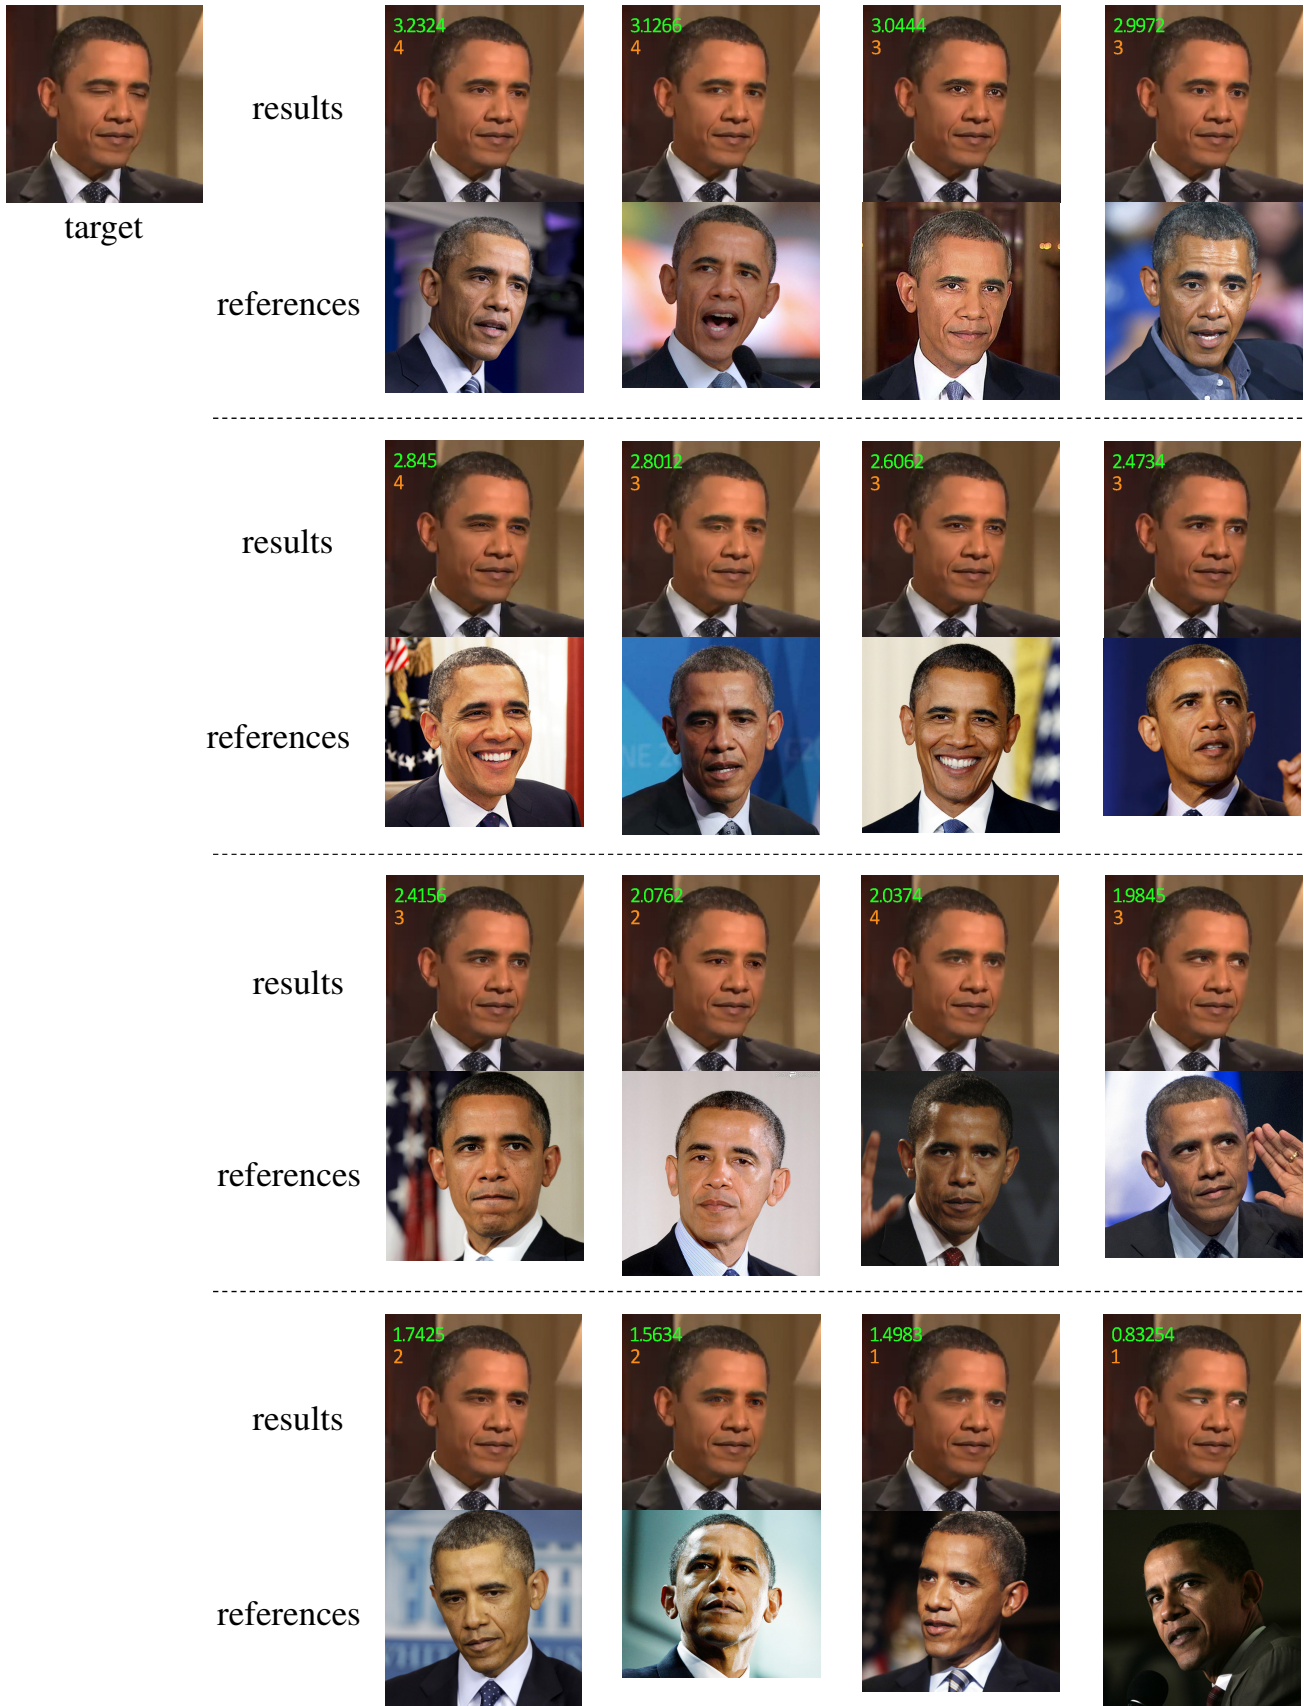 3.2324 3.1266 3.0444 2.9972
4 4 3 3
results
target
references
2.845 2.8012 2.6062 2.4734
4 3 3 3
results
references
2.4156 2.0762 2.0374 1.9845
3 2 4 3
results
references
1.7425 1.5634 1.4983 0.83254
2 2 1 1
results
references